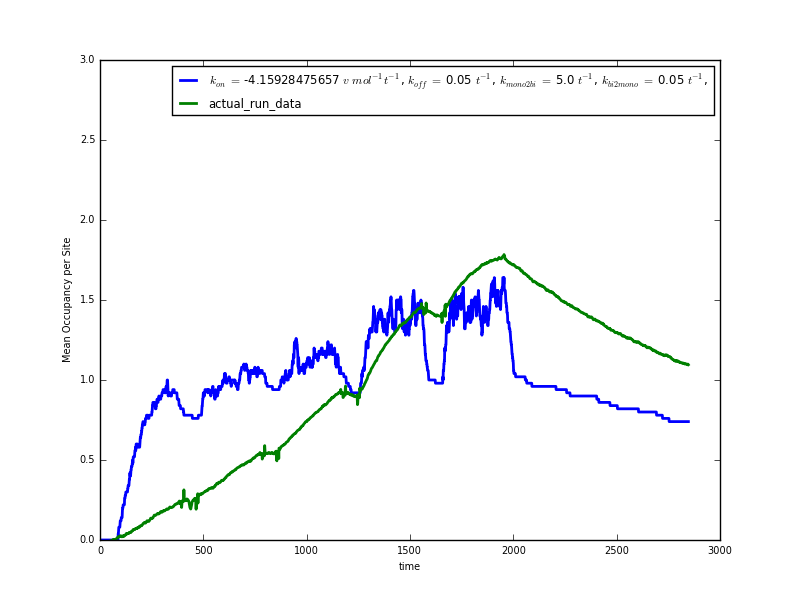 k_on = -4.15928475657 v mol^-1 t^-1, k_off = 0.05 t^-1, k_mono2bi = 5.0 t^-1, k_bi2mono = 0.05 t^-1,
actual_run_data
3.0
2.5
2.0
1.5
1.0
0.5
0.0
Mean Occupancy per Site
0 500 1000 1500 2000 2500 3000
time